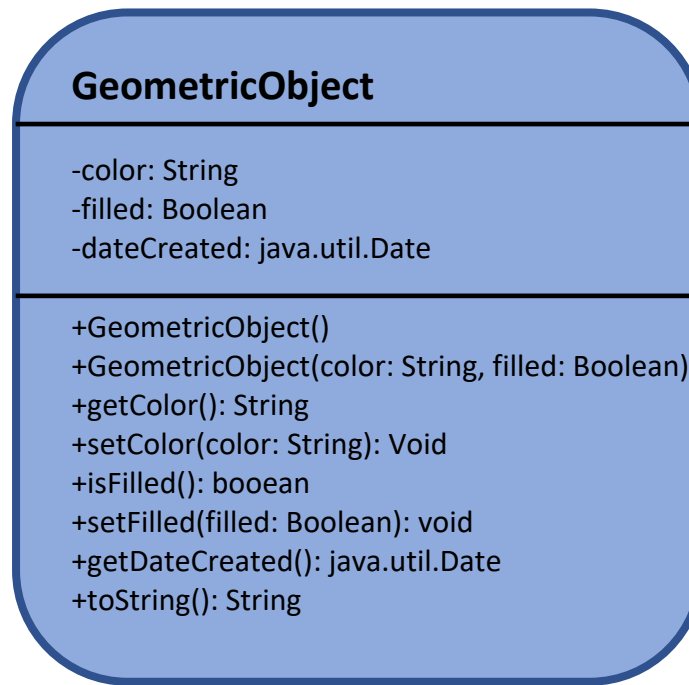 GeometricObject
-color: String
-filled: Boolean
-dateCreated: java.util.Date
+GeometricObject()
+GeometricObject(color: String, filled: Boolean)
+getColor(): String
+setColor(color: String): Void
+isFilled(): booean
+setFilled(filled: Boolean): void
+getDateCreated(): java.util.Date
+toString(): String